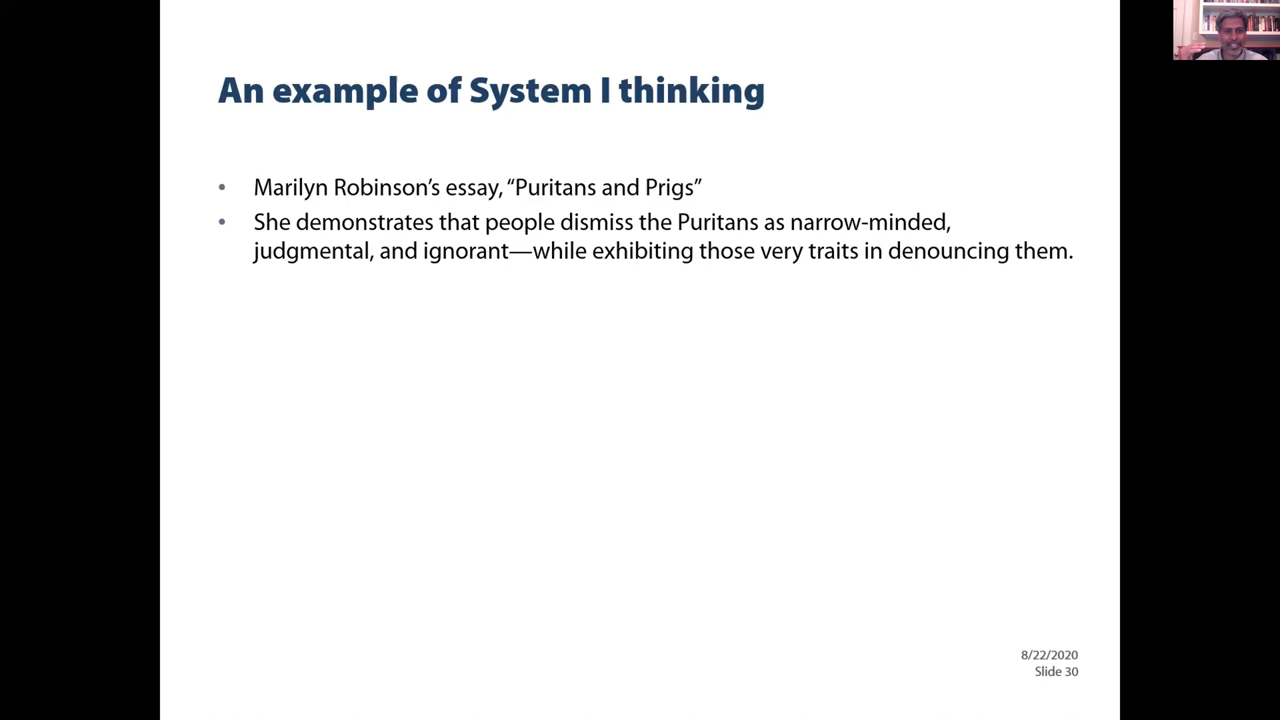 An example of System I thinking
• Marilyn Robinson’s essay, “Puritans and Prigs”
• She demonstrates that people dismiss the Puritans as narrow-minded,
judgmental, and ignorant—while exhibiting those very traits in denouncing them.
8/22/2020
Slide 30